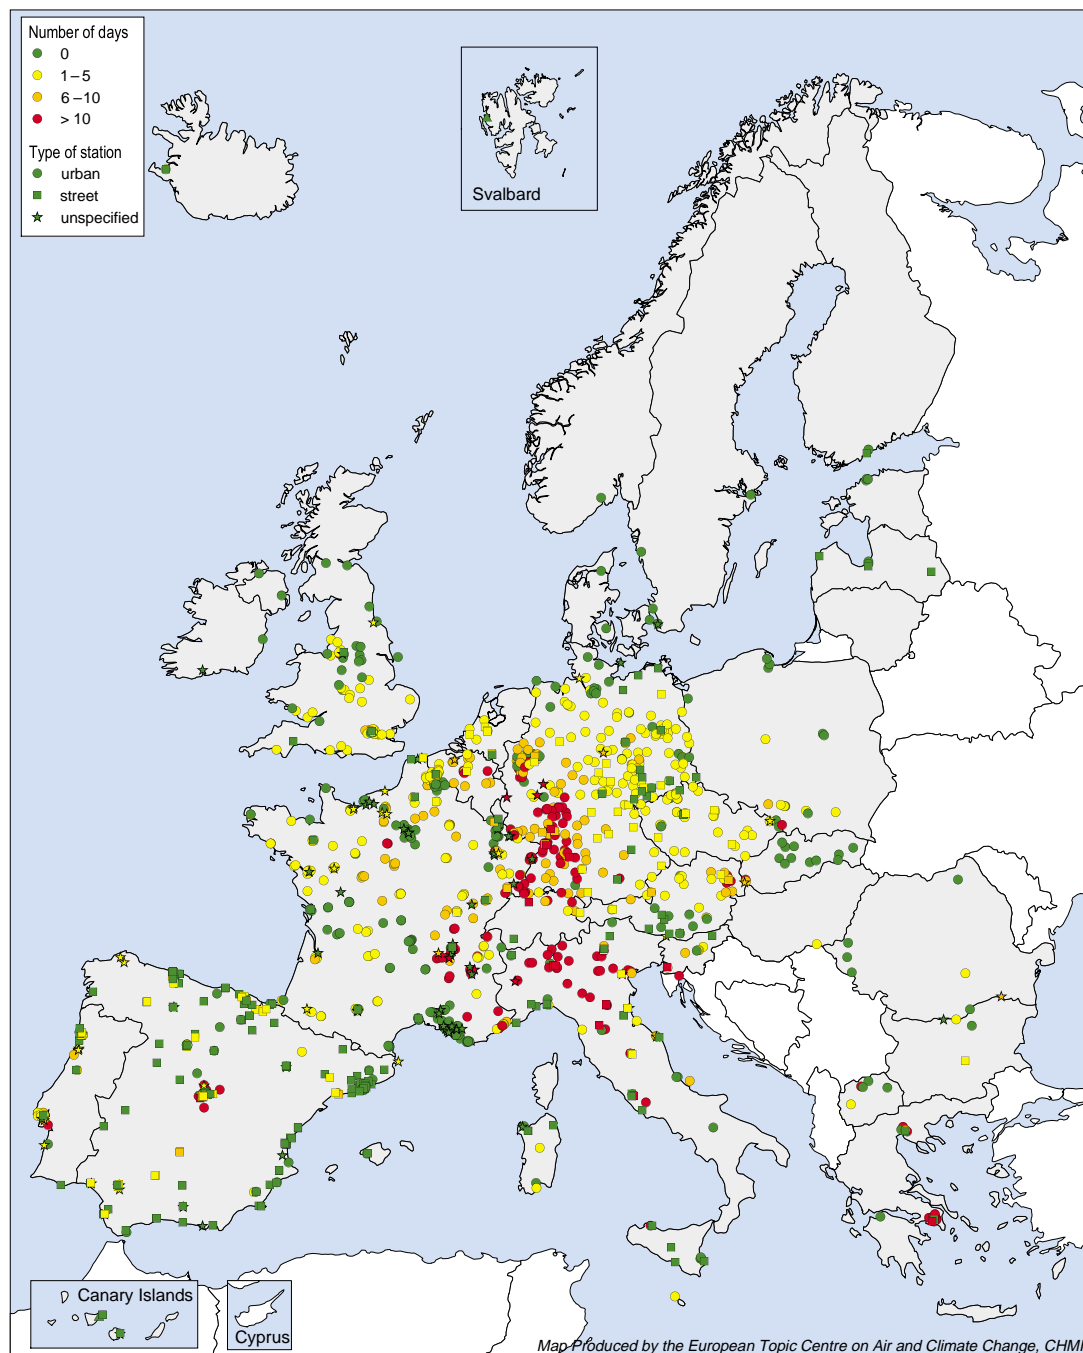 Number of days
0
1 – 5
6 – 10
> 10
Type of station
urban
street
unspecified
Svalbard
Canary Islands
Cyprus
Map Produced by the European Topic Centre on Air and Climate Change, CHMI